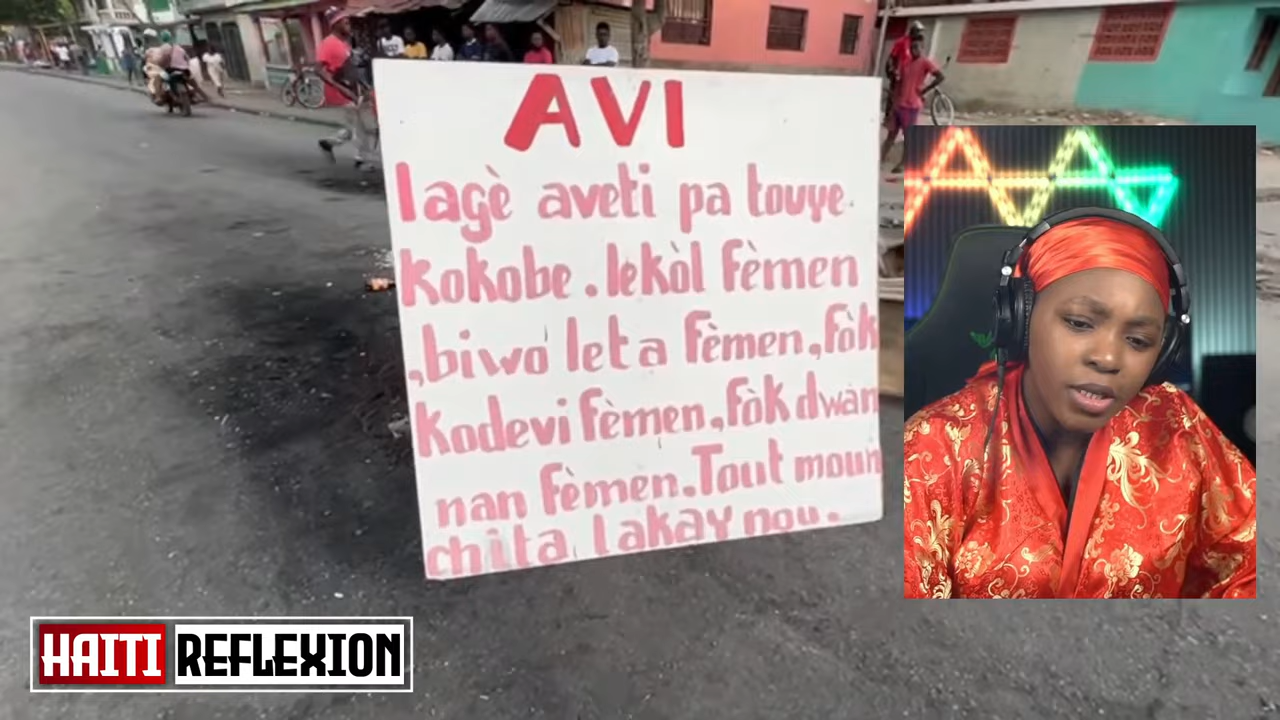 AVI
lagè aveti pa touye
kokobe. lekòl Fèmen
, biwo leta Fèmen, Fòk
kodevi Fèmen, Fòk dwan
nan Fèmen. Tout moun
chita lakay nou.
HAITI REFLEXION